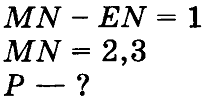 MN – EN = 1
MN = 2,3
P — ?